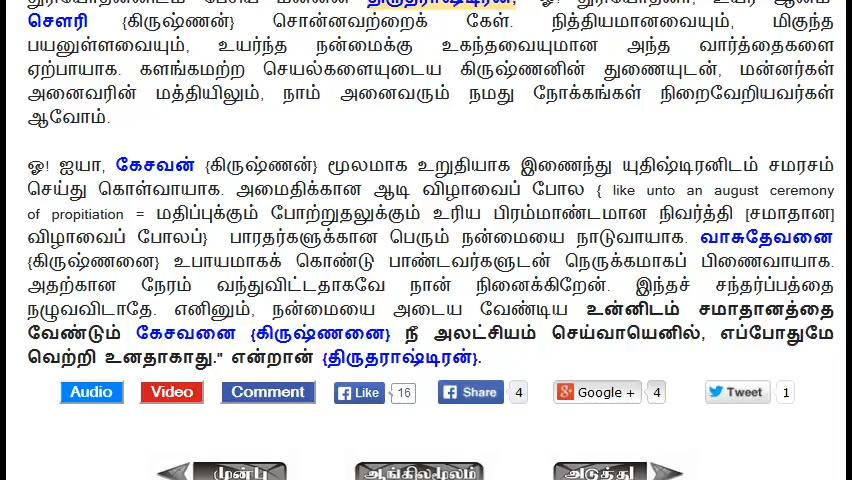 சௌரி {கிருஷ்ணன்} சொன்னவற்றைக் கேள். நித்தியமானவையும், மிகுந்த
பயனுள்ளவையும், உயர்ந்த நன்மைக்கு உகந்தவையுமான அந்த வார்த்தைகளை
ஏற்பாயாக. களங்கமற்ற செயல்களையுடைய கிருஷ்ணனின் துணையுடன், மன்னர்கள்
அனைவரின் மத்தியிலும், நாம் அனைவரும் நமது நோக்கங்கள் நிறைவேறியவர்கள்
ஆவோம்.
ஓ! ஐயா, கேசவன் {கிருஷ்ணன்} மூலமாக உறுதியாக இணைந்து யுதிஷ்டிரனிடம் சமரசம்
செய்து கொள்வாயாக. அமைதிக்கான ஆடி விழாவைப் போல { like unto an august ceremony
of propitiation = மதிப்புக்கும் போற்றுதலுக்கும் உரிய பிரம்மாண்டமான நிவர்த்தி [சமாதான]
விழாவைப் போலப்} பாரதர்களுக்கான பெரும் நன்மையை நாடுவாயாக. வாசுதேவனை
{கிருஷ்ணனை} உபாயமாகக் கொண்டு பாண்டவர்களுடன் நெருக்கமாகப் பிணைவாயாக.
அதற்கான நேரம் வந்துவிட்டதாகவே நான் நினைக்கிறேன். இந்தச் சந்தர்ப்பத்தை
நழுவவிடாதே. எனினும், நன்மையை அடைய வேண்டிய உன்னிடம் சமாதானத்தை
வேண்டும் கேசவனை {கிருஷ்ணனை} நீ அலட்சியம் செய்வாயெனில், எப்போதுமே
வெற்றி உனதாகாது." என்றான் {திருதராஷ்டிரன்}.
Audio Video Comment Like 16 Share 4 Google + 4 Tweet 1
முன்பு ஆங்கிலமூலம் அடுத்து